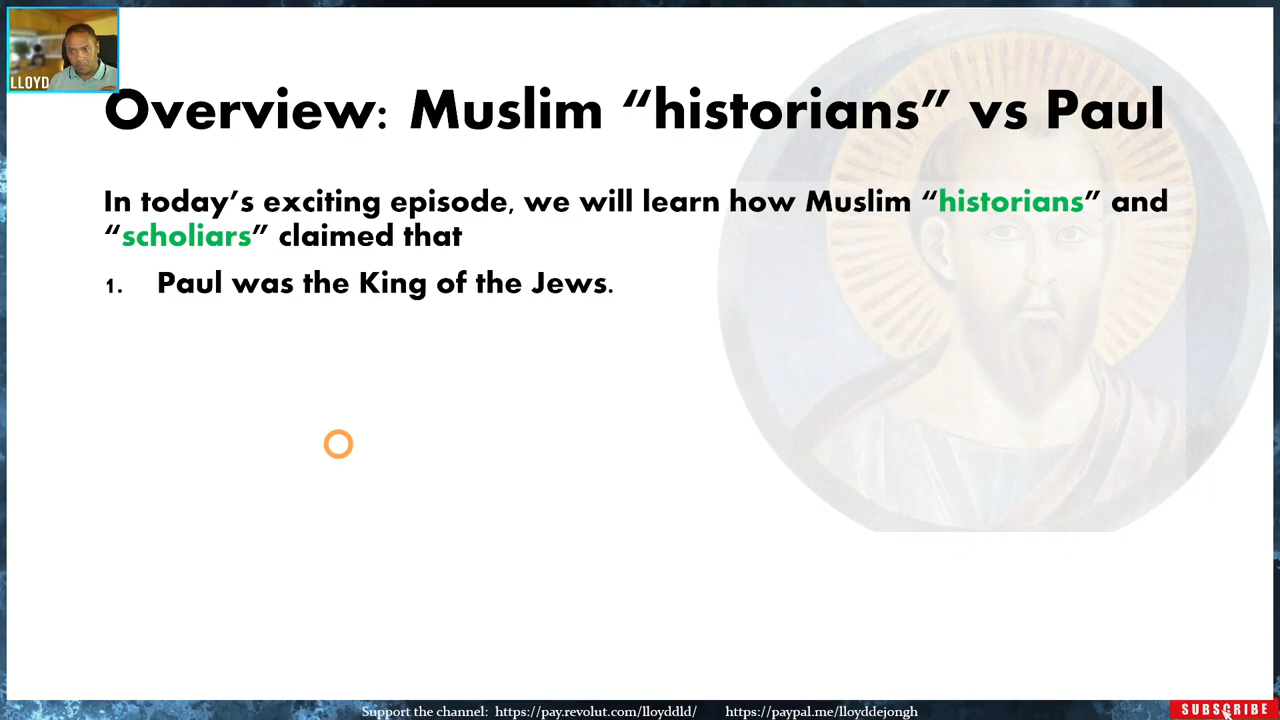 LLOYD
Overview: Muslim “historians” vs Paul
In today’s exciting episode, we will learn how Muslim “historians” and
“scholiars” claimed that
1. Paul was the King of the Jews.
Support the channel: https://pay.revolut.com/lloyddld/ https://paypal.me/lloyddejongh
SUBSCRIBE